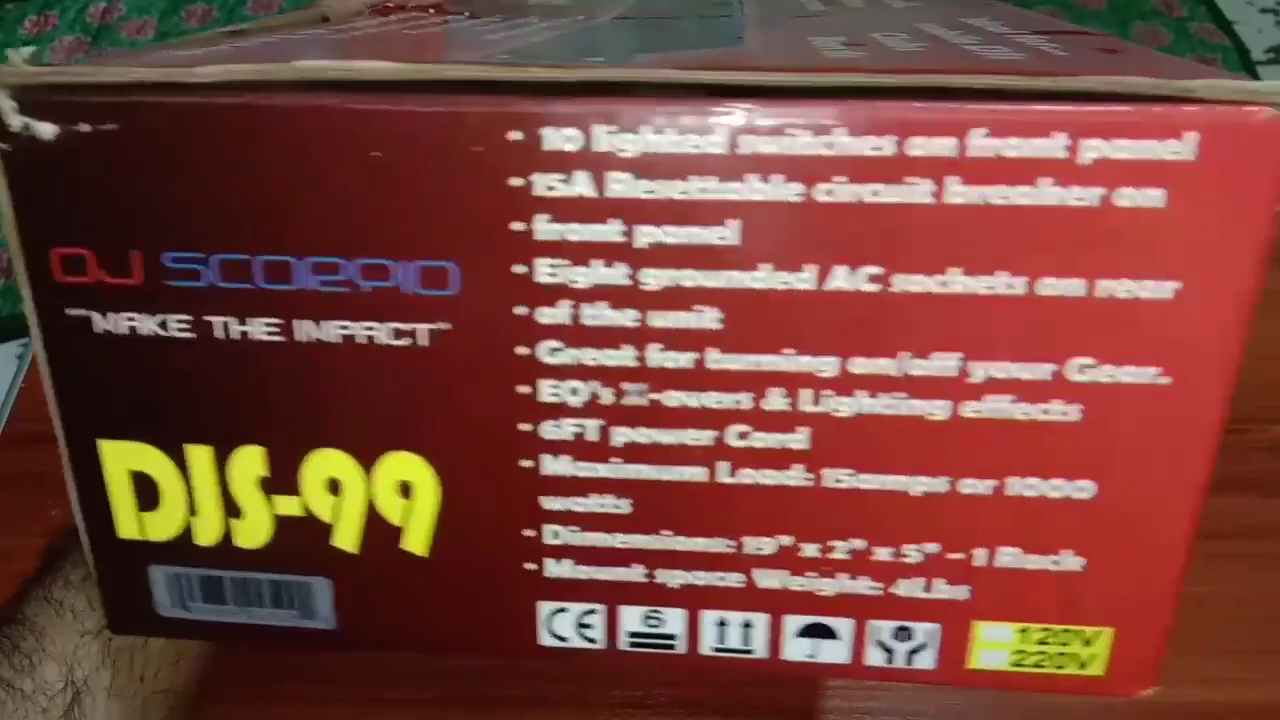 DJ SCORPIO
"MAKE THE IMPACT"
DJS-99
• 10 lighted switches on front panel
• 15A Resettable circuit breaker on
• front panel
• Eight grounded AC sockets on rear
• of the unit
• Great for turning on/off your Gear.
• EQ's X-overs & Lighting effects
• 6FT power Cord
• Maximum Load: 15amps or 1000
watts
• Dimensions: 19" x 2" x 5" - 1 Rack
• Mount space Weight: 4Lbs
CE
6
120V
220V